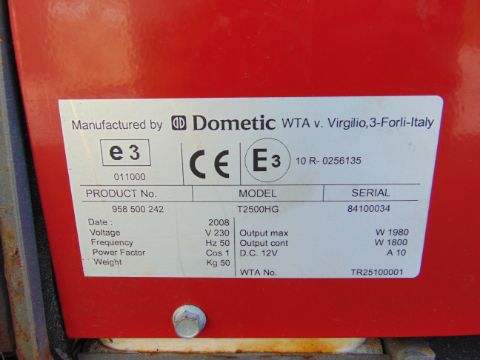 Manufactured by Dometic WTA v. Virgilio,3-Forlì-Italy
e3 CE E3 10 R- 0256135
011000
PRODUCT No. MODEL SERIAL
958 500 242 T2500HG 84100034
Date : 2008
Voltage V 230 Output max W 1980
Frequency Hz 50 Output cont W 1800
Power Factor Cos 1 D.C. 12V A 10
Weight Kg 50
WTA No. TR25100001